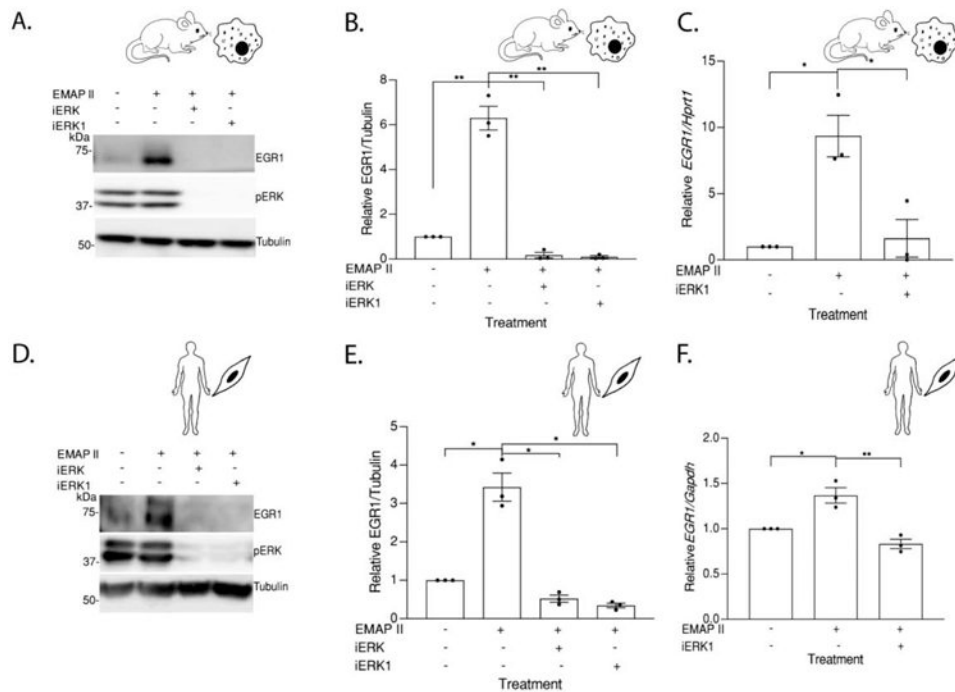 A.
EMAP II - + + +
iERK - - + -
iERK1 - - - +
kDa
75-
EGR1
37-
pERK
50-
Tubulin
B.
Relative EGR1/Tubulin
8
6
4
2
0
** ** **
EMAP II - + + +
iERK - - + -
iERK1 - - - +
Treatment
C.
Relative EGR1/Hprt1
15
10
5
0
* *
EMAP II - + +
iERK1 - - +
Treatment
D.
EMAP II - + + +
iERK - - + -
iERK1 - - - +
kDa
75-
EGR1
37-
pERK
50-
Tubulin
E.
Relative EGR1/Tubulin
5
4
3
2
1
0
* * *
EMAP II - + + +
iERK - - + -
iERK1 - - - +
Treatment
F.
Relative EGR1/Gapdh
2.0
1.5
1.0
0.5
0.0
* **
EMAP II - + +
iERK1 - - +
Treatment